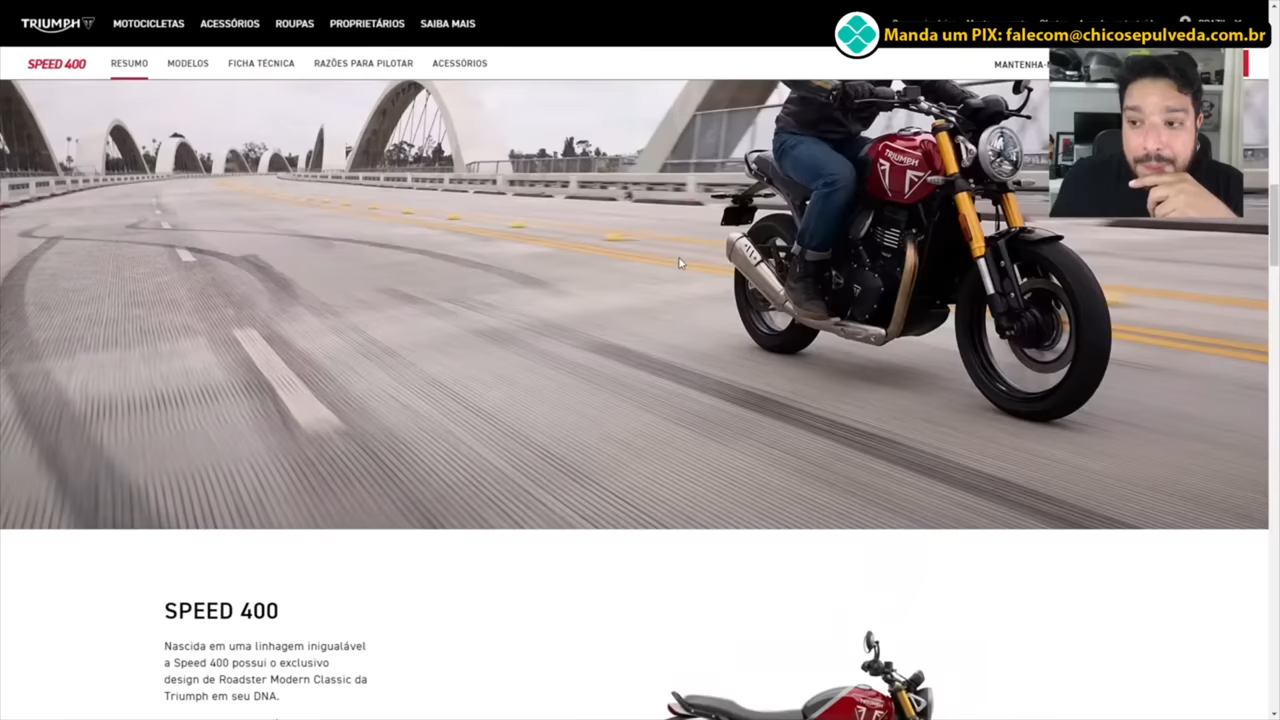 TRIUMPH
MOTOCICLETAS ACESSÓRIOS ROUPAS PROPRIETÁRIOS SAIBA MAIS
Manda um PIX: falecom@chicosepulveda.com.br
SPEED 400 RESUMO MODELOS FICHA TÉCNICA RAZÕES PARA PILOTAR ACESSÓRIOS
TRIUMPH
SPEED 400
Nascida em uma linhagem inigualável
a Speed 400 possui o exclusivo
design de Roadster Modern Classic da
Triumph em seu DNA.